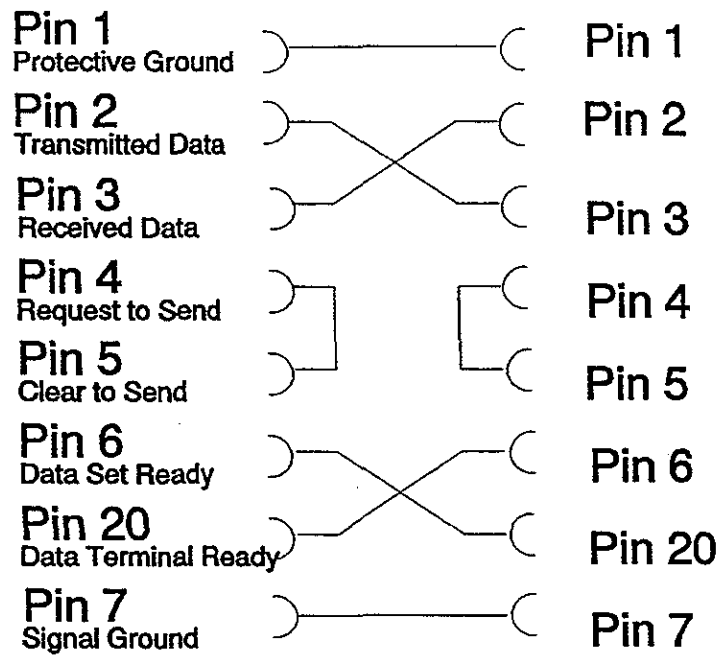 Pin 1
Protective Ground
Pin 1
Pin 2
Transmitted Data
Pin 2
Pin 3
Received Data
Pin 3
Pin 4
Request to Send
Pin 4
Pin 5
Clear to Send
Pin 5
Pin 6
Data Set Ready
Pin 6
Pin 20
Data Terminal Ready
Pin 20
Pin 7
Signal Ground
Pin 7